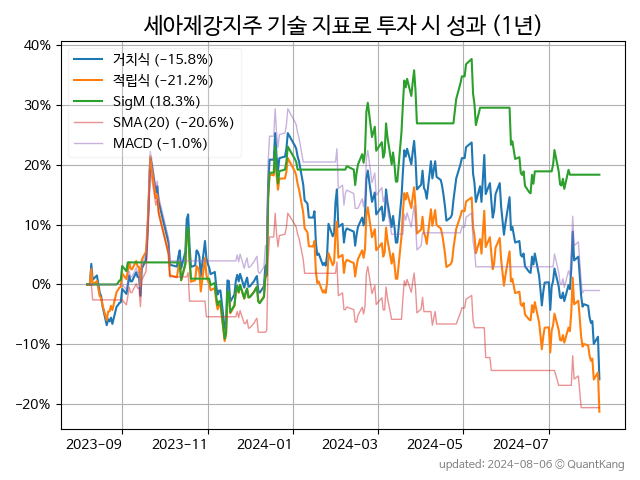 세아제강지주 기술 지표로 투자 시 성과 (1년)
40%
30%
20%
10%
0%
−10%
−20%
거치식 (−15.8%)
적립식 (−21.2%)
SigM (18.3%)
SMA(20) (−20.6%)
MACD (−1.0%)
2023-09 2023-11 2024-01 2024-03 2024-05 2024-07
updated: 2024-08-06 ⓒ QuantKang